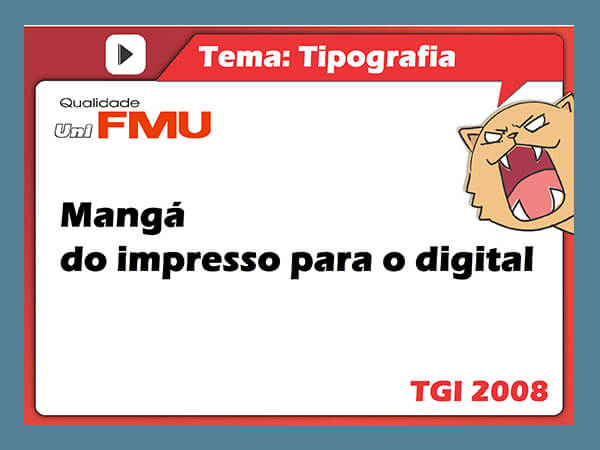 Tema: Tipografia
Qualidade
Uni FMU
Mangá
do impresso para o digital
TGI 2008